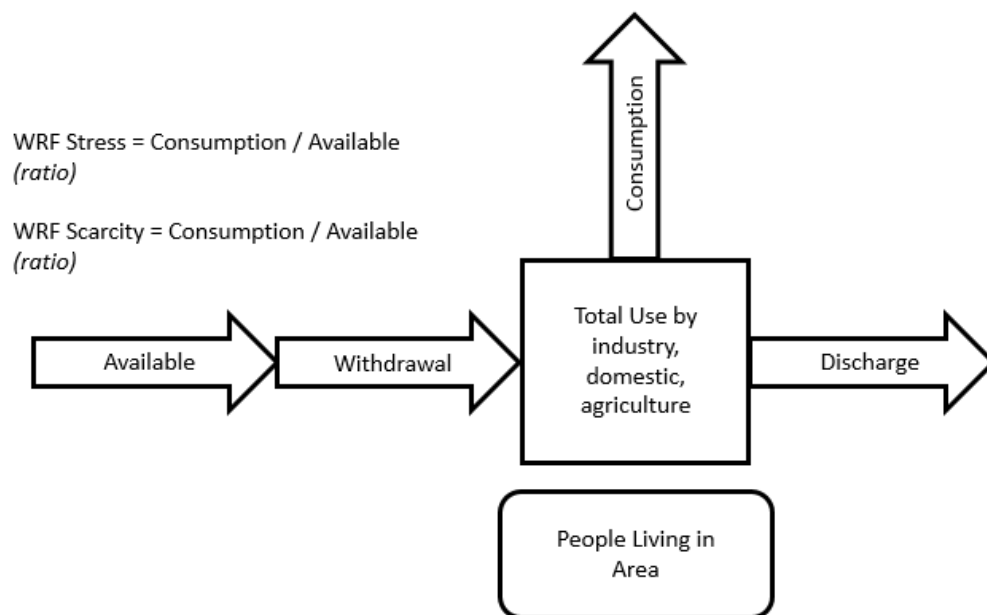 Consumption
WRF Stress = Consumption / Available
(ratio)
WRF Scarcity = Consumption / Available
(ratio)
Available
Withdrawal
Total Use by
industry,
domestic,
agriculture
Discharge
People Living in
Area